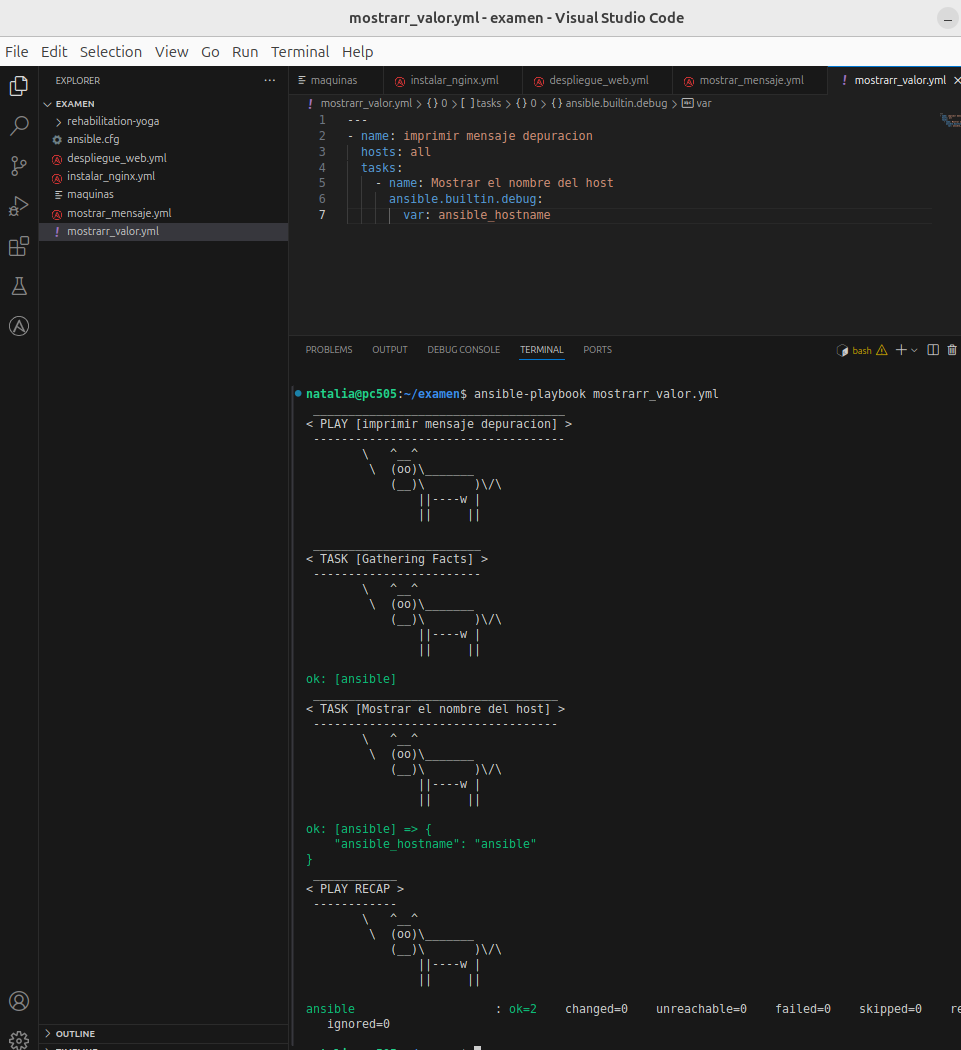 mostrarr_valor.yml - examen - Visual Studio Code
File Edit Selection View Go Run Terminal Help
EXPLORER ···
EXAMEN
rehabilitation-yoga
ansible.cfg
despliegue_web.yml
instalar_nginx.yml
maquinas
mostrar_mensaje.yml
! mostrarr_valor.yml
OUTLINE
maquinas instalar_nginx.yml despliegue_web.yml mostrar_mensaje.yml ! mostrarr_valor.yml
! mostrarr_valor.yml > {} 0 > [ ] tasks > {} 0 > {} ansible.builtin.debug > var
1 ---
2 - name: imprimir mensaje depuracion
3   hosts: all
4   tasks:
5     - name: Mostrar el nombre del host
6       ansible.builtin.debug:
7         var: ansible_hostname
PROBLEMS OUTPUT DEBUG CONSOLE TERMINAL PORTS bash
natalia@pc505:~/examen$ ansible-playbook mostrarr_valor.yml
 ____________________________________
< PLAY [imprimir mensaje depuracion] >
 ------------------------------------
        \   ^__^
         \  (oo)\_______
            (__)\       )\/\
                ||----w |
                ||     ||
 ________________________
< TASK [Gathering Facts] >
 ------------------------
        \   ^__^
         \  (oo)\_______
            (__)\       )\/\
                ||----w |
                ||     ||
ok: [ansible]
 ___________________________________
< TASK [Mostrar el nombre del host] >
 -----------------------------------
        \   ^__^
         \  (oo)\_______
            (__)\       )\/\
                ||----w |
                ||     ||
ok: [ansible] => {
    "ansible_hostname": "ansible"
}
 ____________
< PLAY RECAP >
 ------------
        \   ^__^
         \  (oo)\_______
            (__)\       )\/\
                ||----w |
                ||     ||
ansible : ok=2 changed=0 unreachable=0 failed=0 skipped=0 re
ignored=0